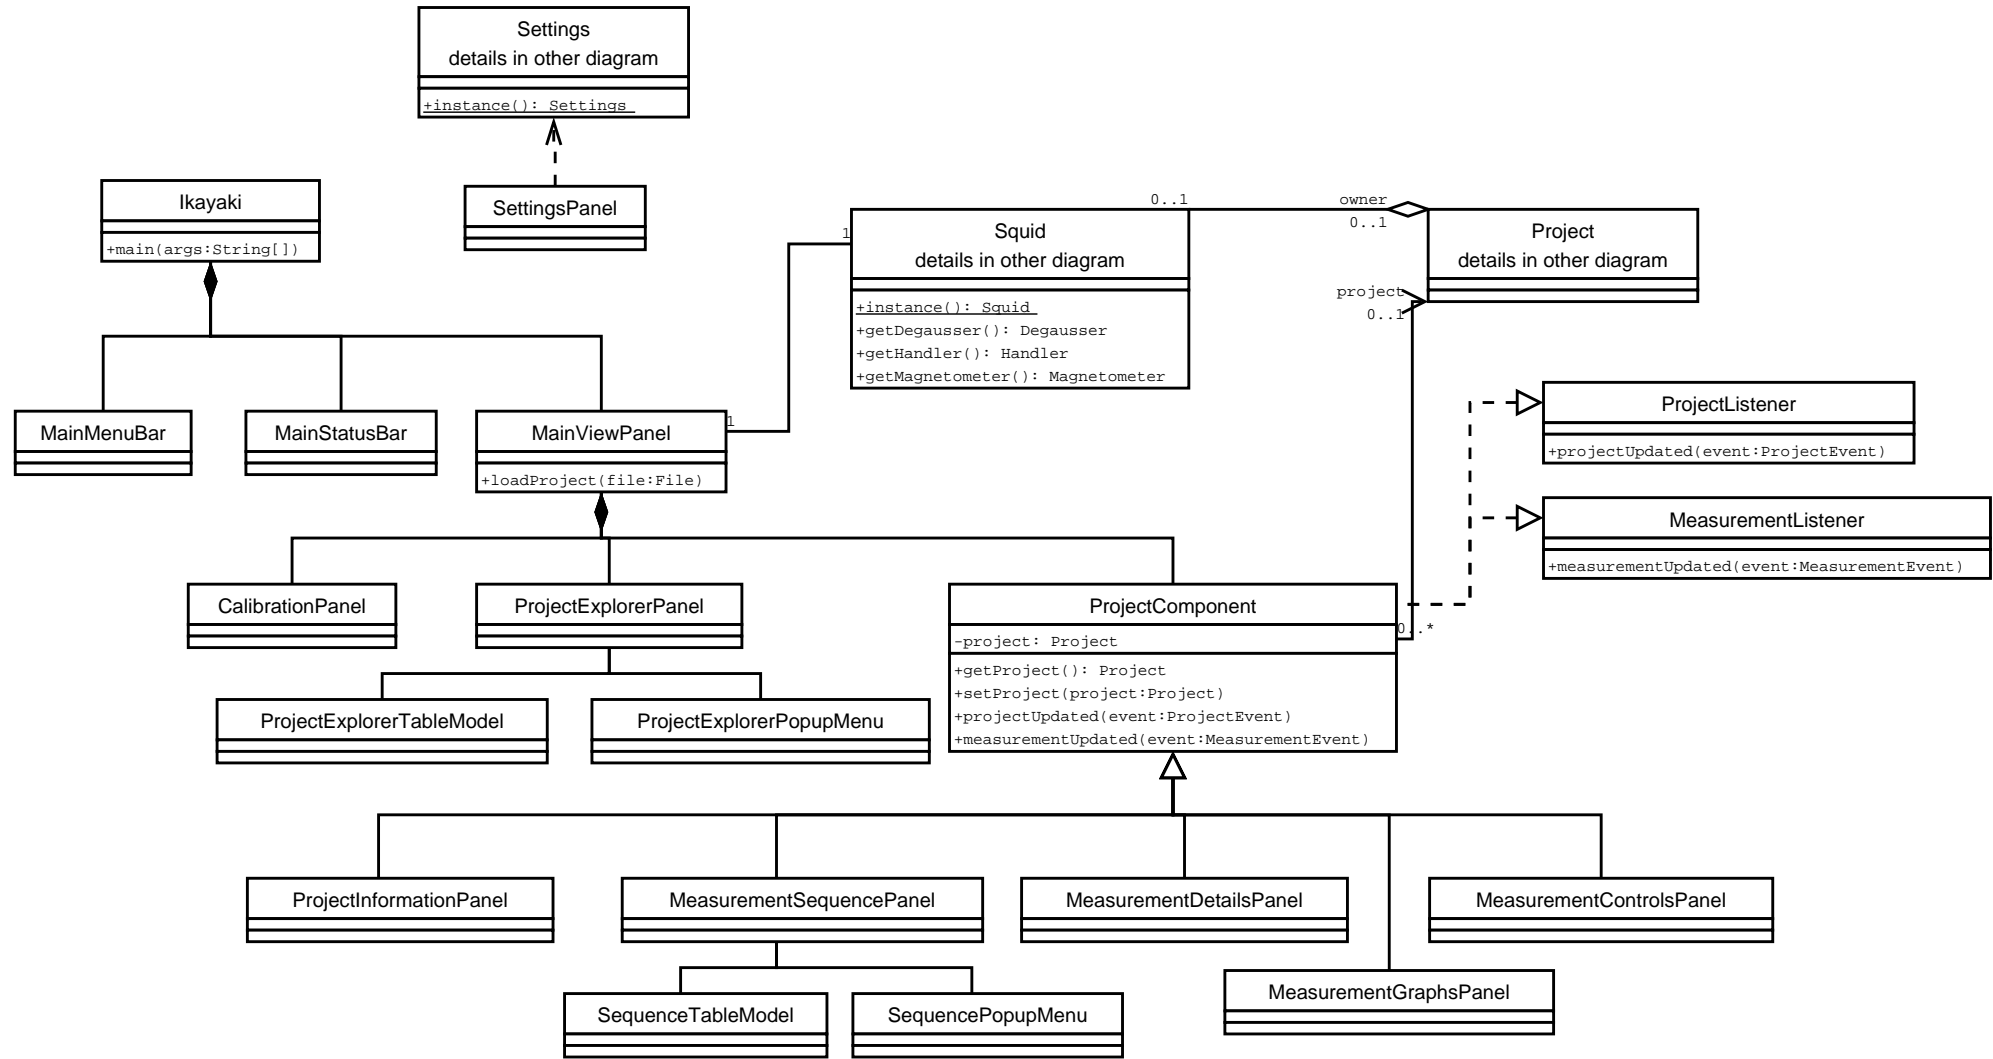 Settings
details in other diagram
+instance(): Settings
Ikayaki
+main(args:String[])
SettingsPanel
0..1
owner
0..1
1
Squid
details in other diagram
+instance(): Squid
+getDegausser(): Degausser
+getHandler(): Handler
+getMagnetometer(): Magnetometer
Project
details in other diagram
project
0..1
MainMenuBar
MainStatusBar
MainViewPanel
+loadProject(file:File)
1
ProjectListener
+projectUpdated(event:ProjectEvent)
MeasurementListener
+measurementUpdated(event:MeasurementEvent)
CalibrationPanel
ProjectExplorerPanel
ProjectComponent
-project: Project
+getProject(): Project
+setProject(project:Project)
+projectUpdated(event:ProjectEvent)
+measurementUpdated(event:MeasurementEvent)
0..*
ProjectExplorerTableModel
ProjectExplorerPopupMenu
ProjectInformationPanel
MeasurementSequencePanel
MeasurementDetailsPanel
MeasurementControlsPanel
MeasurementGraphsPanel
SequenceTableModel
SequencePopupMenu